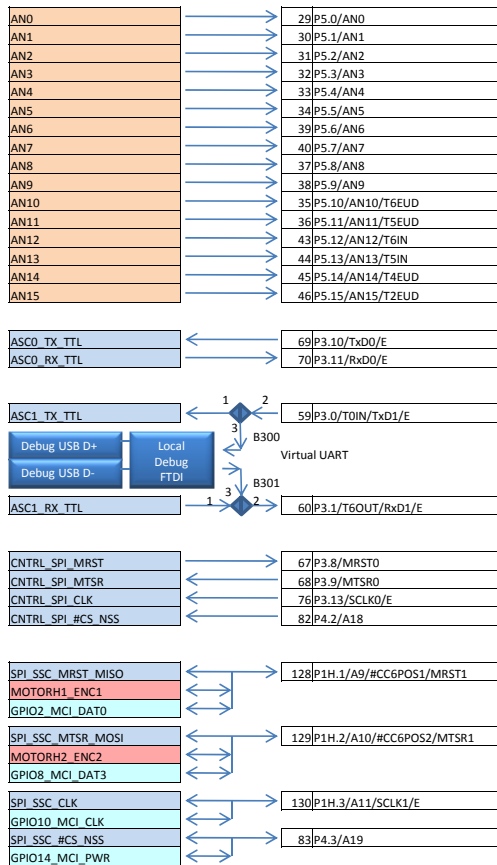 AN0 29 P5.0/AN0
AN1 30 P5.1/AN1
AN2 31 P5.2/AN2
AN3 32 P5.3/AN3
AN4 33 P5.4/AN4
AN5 34 P5.5/AN5
AN6 39 P5.6/AN6
AN7 40 P5.7/AN7
AN8 37 P5.8/AN8
AN9 38 P5.9/AN9
AN10 35 P5.10/AN10/T6EUD
AN11 36 P5.11/AN11/T5EUD
AN12 43 P5.12/AN12/T6IN
AN13 44 P5.13/AN13/T5IN
AN14 45 P5.14/AN14/T4EUD
AN15 46 P5.15/AN15/T2EUD
ASC0_TX_TTL 69 P3.10/TxD0/E
ASC0_RX_TTL 70 P3.11/RxD0/E
1 2
ASC1_TX_TTL 59 P3.0/T0IN/TxD1/E
3
B300
Debug USB D+
Local Debug FTDI
Virtual UART
Debug USB D-
B301
3
ASC1_RX_TTL 1 2 60 P3.1/T6OUT/RxD1/E
CNTRL_SPI_MRST 67 P3.8/MRST0
CNTRL_SPI_MTSR 68 P3.9/MTSR0
CNTRL_SPI_CLK 76 P3.13/SCLK0/E
CNTRL_SPI_#CS_NSS 82 P4.2/A18
SPI_SSC_MRST_MISO 128 P1H.1/A9/#CC6POS1/MRST1
MOTORH1_ENC1
GPIO2_MCI_DAT0
SPI_SSC_MTSR_MOSI 129 P1H.2/A10/#CC6POS2/MTSR1
MOTORH2_ENC2
GPIO8_MCI_DAT3
SPI_SSC_CLK 130 P1H.3/A11/SCLK1/E
GPIO10_MCI_CLK
SPI_SSC_#CS_NSS 83 P4.3/A19
GPIO14_MCI_PWR